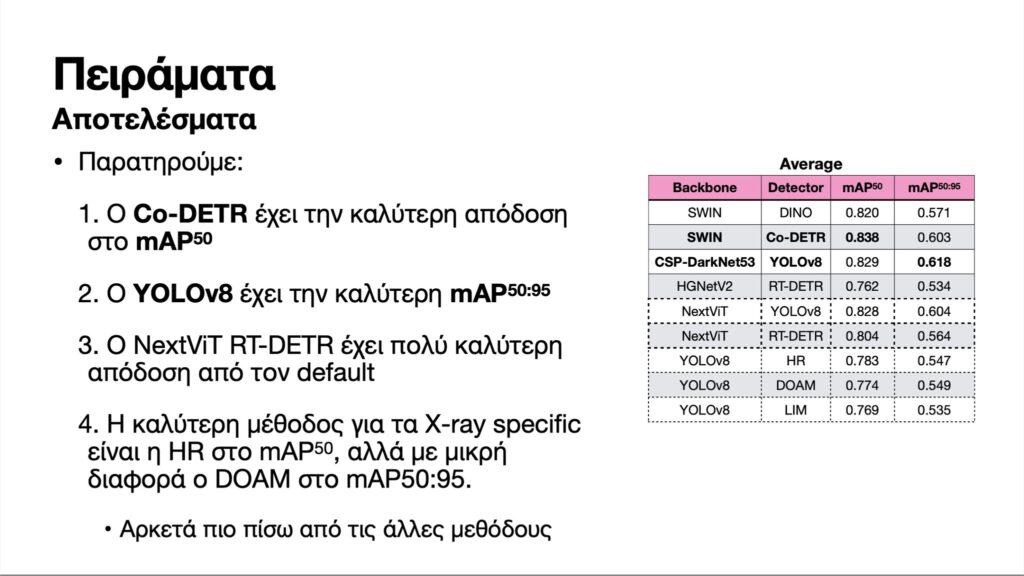 Πειράματα
Αποτελέσματα
• Παρατηρούμε:
1. Ο Co-DETR έχει την καλύτερη απόδοση
στο mAP⁵⁰
2. Ο YOLOv8 έχει την καλύτερη mAP⁵⁰:⁹⁵
3. Ο NextViT RT-DETR έχει πολύ καλύτερη
απόδοση από τον default
4. Η καλύτερη μέθοδος για τα X-ray specific
είναι η HR στο mAP⁵⁰, αλλά με μικρή
διαφορά ο DOAM στο mAP50:95.
• Αρκετά πιο πίσω από τις άλλες μεθόδους
Average
Backbone Detector mAP⁵⁰ mAP⁵⁰:⁹⁵
SWIN DINO 0.820 0.571
SWIN Co-DETR 0.838 0.603
CSP-DarkNet53 YOLOv8 0.829 0.618
HGNetV2 RT-DETR 0.762 0.534
NextViT YOLOv8 0.828 0.604
NextViT RT-DETR 0.804 0.564
YOLOv8 HR 0.783 0.547
YOLOv8 DOAM 0.774 0.549
YOLOv8 LIM 0.769 0.535